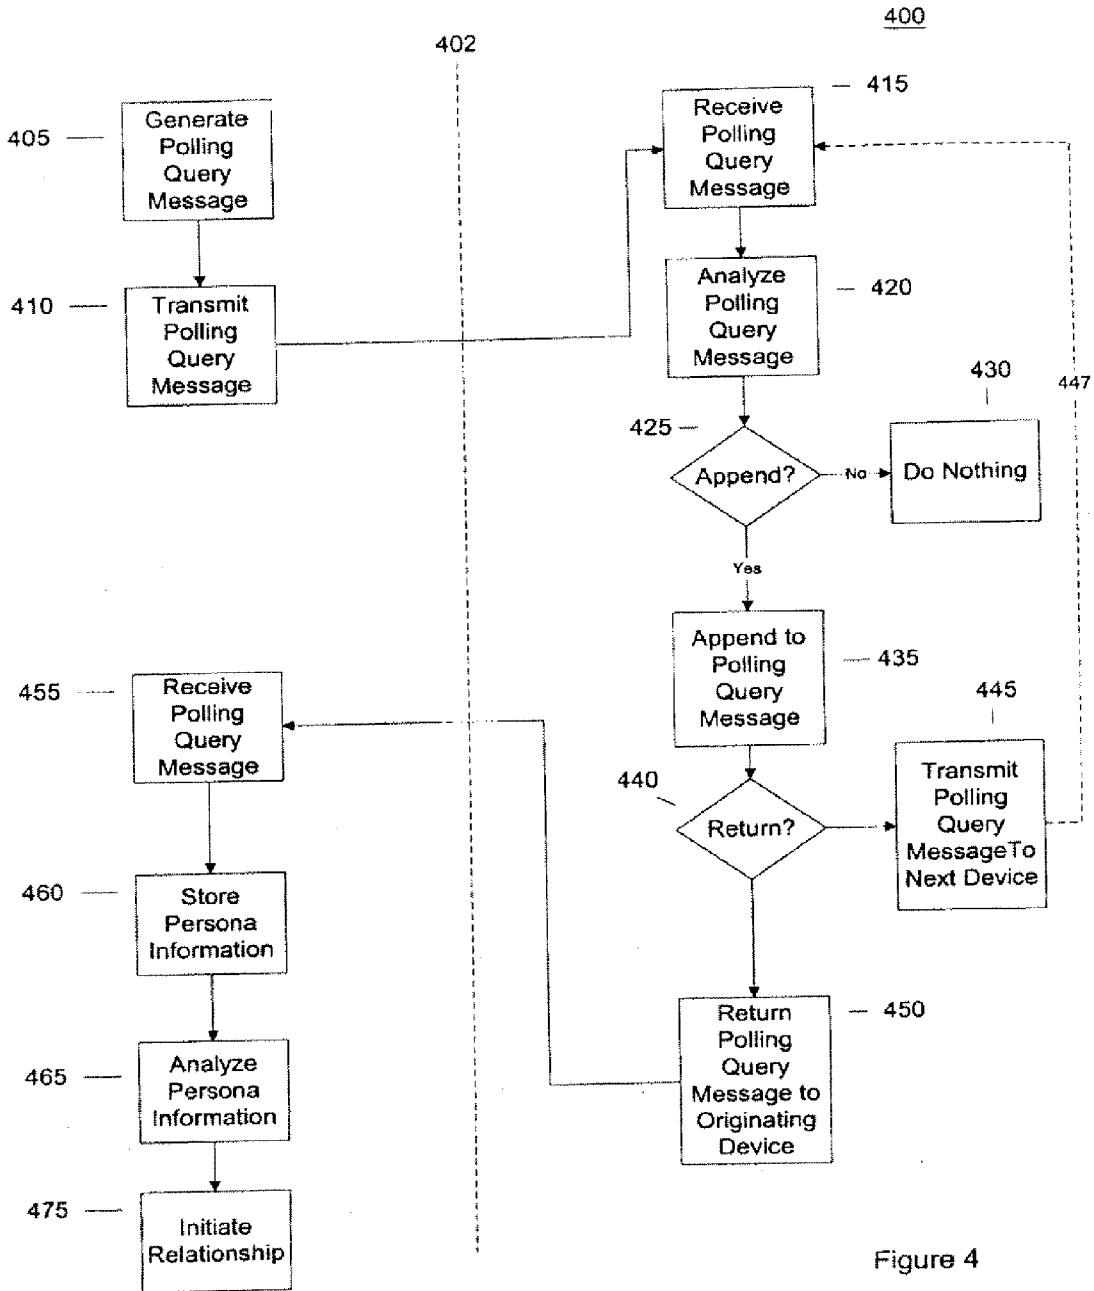 400
402
415
Receive
Polling
Query
Message
405
Generate
Polling
Query
Message
Analyze
Polling
Query
Message
420
410
Transmit
Polling
Query
Message
430
447
425
Append?
No
Do Nothing
Yes
Append to
Polling
Query
Message
435
455
Receive
Polling
Query
Message
445
Transmit
Polling
Query
MessageTo
Next Device
440
Return?
460
Store
Persona
Information
Return
Polling
Query
Message to
Originating
Device
450
465
Analyze
Persona
Information
475
Initiate
Relationship
Figure 4